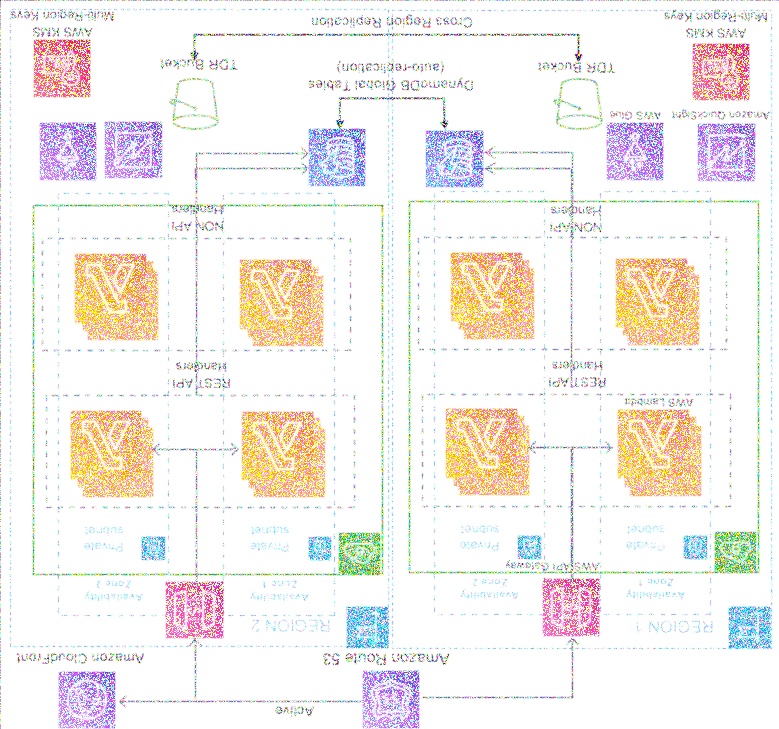 Active
Amazon Route 53
Amazon CloudFront
REGION 1
REGION 2
Availability
Zone 1
Availability
Zone 2
Availability
Zone 1
Availability
Zone 2
AWS API Gateway
Private
subnet
Private
subnet
Private
subnet
Private
subnet
AWS Lambda
REST API
Handlers
REST API
Handlers
NON API
Handlers
NON API
Handlers
Amazon QuickSight
AWS Glue
TDR Bucket
DynamoDB Global Tables
(auto-replication)
TDR Bucket
AWS KMS
Multi-Region Keys
Cross Region Replication
AWS KMS
Multi-Region Keys